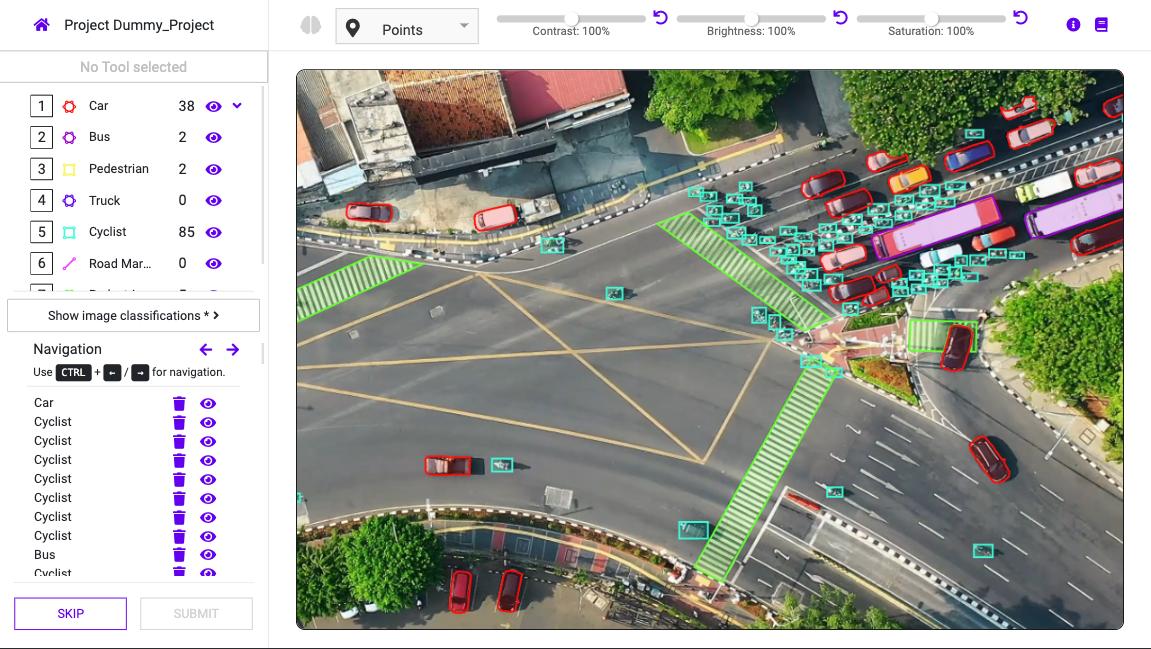 Project Dummy_Project
Points
Contrast: 100%
Brightness: 100%
Saturation: 100%
No Tool selected
1 Car 38
2 Bus 2
3 Pedestrian 2
4 Truck 0
5 Cyclist 85
6 Road Mar... 0
Show image classifications *
Navigation
Use CTRL + ← / → for navigation.
Car
Cyclist
Cyclist
Cyclist
Cyclist
Cyclist
Cyclist
Cyclist
Bus
Cyclist
SKIP
SUBMIT